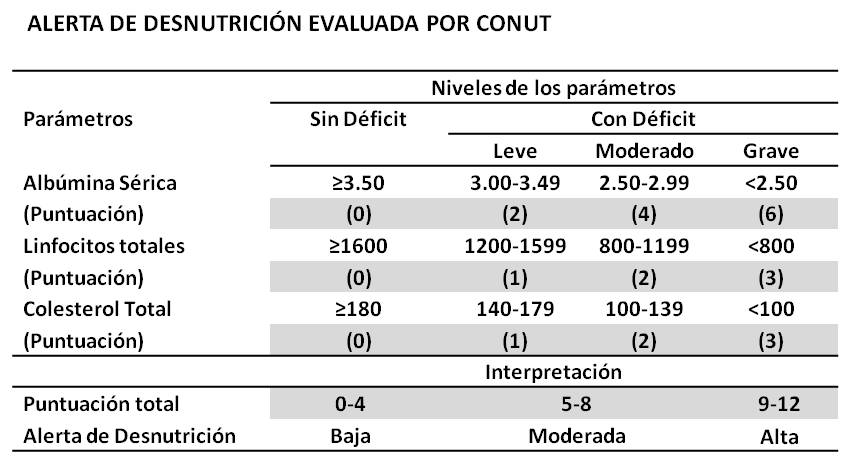 ALERTA DE DESNUTRICIÓN EVALUADA POR CONUT
Niveles de los parámetros
Parámetros Sin Déficit Con Déficit
Leve Moderado Grave
Albúmina Sérica ≥3.50 3.00-3.49 2.50-2.99 <2.50
(Puntuación) (0) (2) (4) (6)
Linfocitos totales ≥1600 1200-1599 800-1199 <800
(Puntuación) (0) (1) (2) (3)
Colesterol Total ≥180 140-179 100-139 <100
(Puntuación) (0) (1) (2) (3)
Interpretación
Puntuación total 0-4 5-8 9-12
Alerta de Desnutrición Baja Moderada Alta